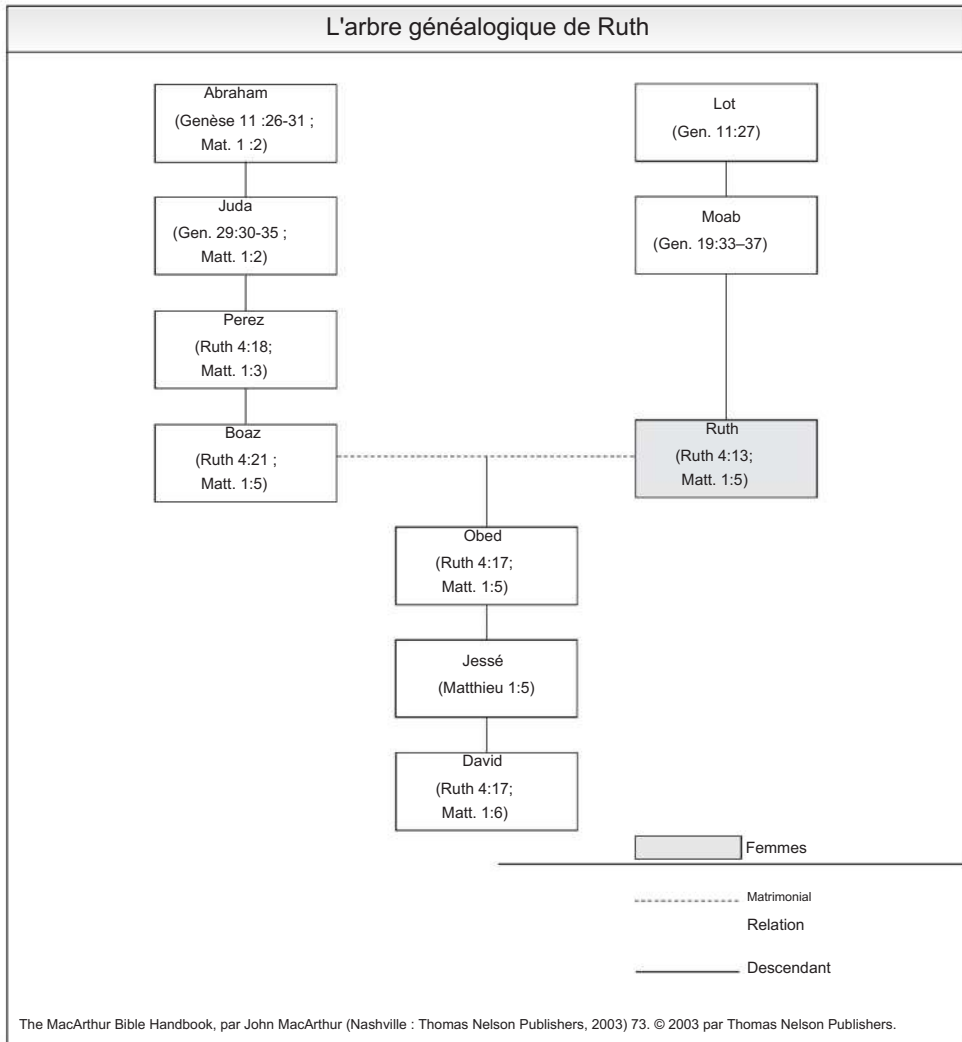 L'arbre généalogique de Ruth
Abraham
(Genèse 11 :26-31 ;
Mat. 1 :2)
Juda
(Gen. 29:30-35 ;
Matt. 1:2)
Perez
(Ruth 4:18;
Matt. 1:3)
Boaz
(Ruth 4:21 ;
Matt. 1:5)
Lot
(Gen. 11:27)
Moab
(Gen. 19:33–37)
Ruth
(Ruth 4:13;
Matt. 1:5)
Obed
(Ruth 4:17;
Matt. 1:5)
Jessé
(Matthieu 1:5)
David
(Ruth 4:17;
Matt. 1:6)
Femmes
Matrimonial
Relation
Descendant
The MacArthur Bible Handbook, par John MacArthur (Nashville : Thomas Nelson Publishers, 2003) 73. © 2003 par Thomas Nelson Publishers.